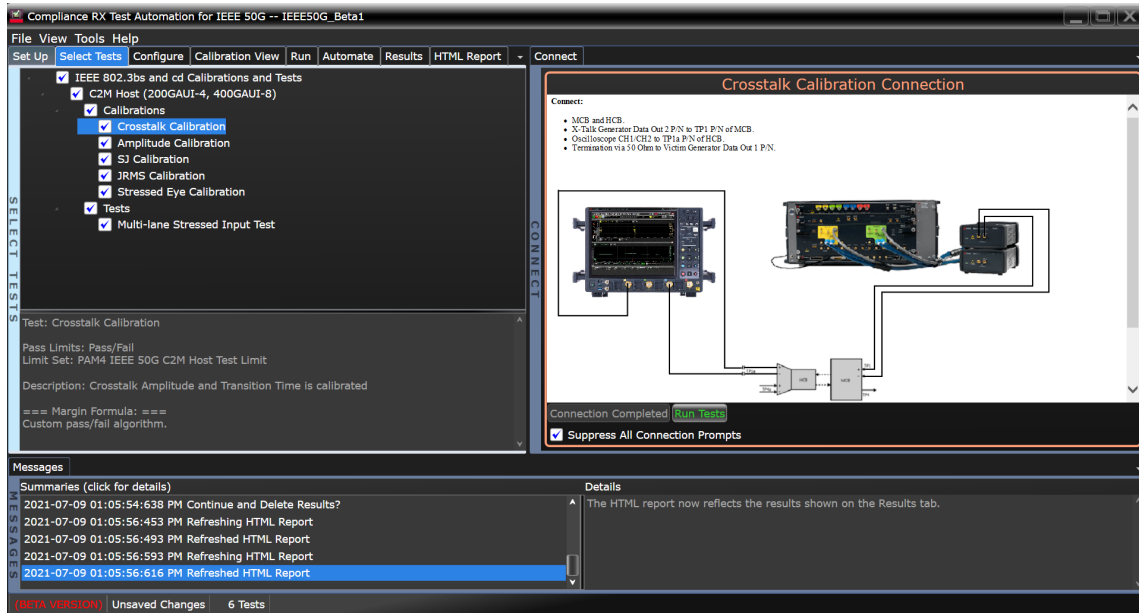 Compliance RX Test Automation for IEEE 50G -- IEEE50G_Beta1
File View Tools Help
Set Up Select Tests Configure Calibration View Run Automate Results HTML Report
Connect
SELECT TESTS
IEEE 802.3bs and cd Calibrations and Tests
C2M Host (200GAUI-4, 400GAUI-8)
Calibrations
Crosstalk Calibration
Amplitude Calibration
SJ Calibration
JRMS Calibration
Stressed Eye Calibration
Tests
Multi-lane Stressed Input Test
Test: Crosstalk Calibration
Pass Limits: Pass/Fail
Limit Set: PAM4 IEEE 50G C2M Host Test Limit
Description: Crosstalk Amplitude and Transition Time is calibrated
=== Margin Formula: ===
Custom pass/fail algorithm.
CONNECT
Crosstalk Calibration Connection
Connect:
• MCB and HCB.
• X-Talk Generator Data Out 2 P/N to TP1 P/N of MCB.
• Oscilloscope CH1/CH2 to TP1a P/N of HCB.
• Termination via 50 Ohm to Victim Generator Data Out 1 P/N.
HCB
MCB
Connection Completed Run Tests
Suppress All Connection Prompts
Messages
MESSAGES
Summaries (click for details)
2021-07-09 01:05:54:638 PM Continue and Delete Results?
2021-07-09 01:05:56:453 PM Refreshing HTML Report
2021-07-09 01:05:56:493 PM Refreshed HTML Report
2021-07-09 01:05:56:593 PM Refreshing HTML Report
2021-07-09 01:05:56:616 PM Refreshed HTML Report
Details
The HTML report now reflects the results shown on the Results tab.
(BETA VERSION) Unsaved Changes 6 Tests